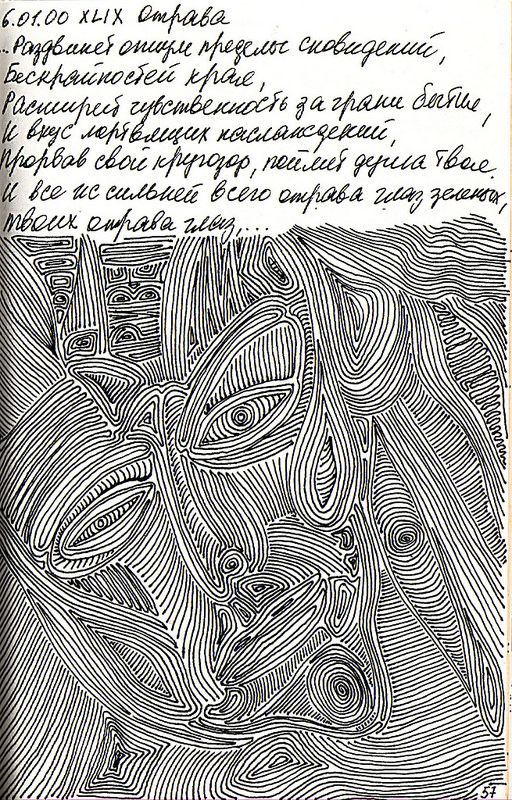 6.01.00 XLIX отрава
...Раздвинет опиум пределы сновидений,
Бескрайностей края,
Расширит чувственность за грани бытия,
И вкус мертвящих наслаждений,
Прорвав свой кругозор, поймет душа твоя.
И все ж сильней всего отрава глаз зеленых,
твоих отрава глаз,...
57